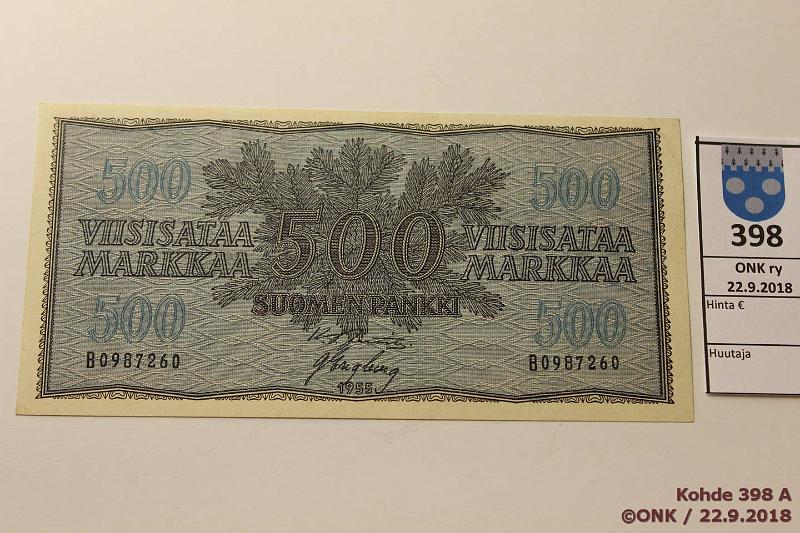 500
500
VIISISATAA
MARKKAA
500
VIISISATAA
MARKKAA
SUOMEN PANKKI
500
500
B0987260
B0987260
1955
398
ONK ry
22.9.2018
Hinta €
Huutaja
Kohde 398 A
©ONK / 22.9.2018